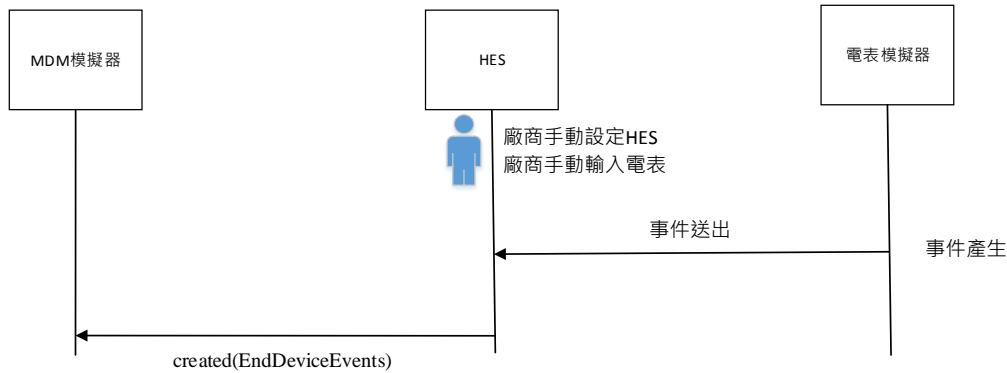 MDM模擬器
HES
電表模擬器
廠商手動設定HES
廠商手動輸入電表
事件送出
事件產生
created(EndDeviceEvents)